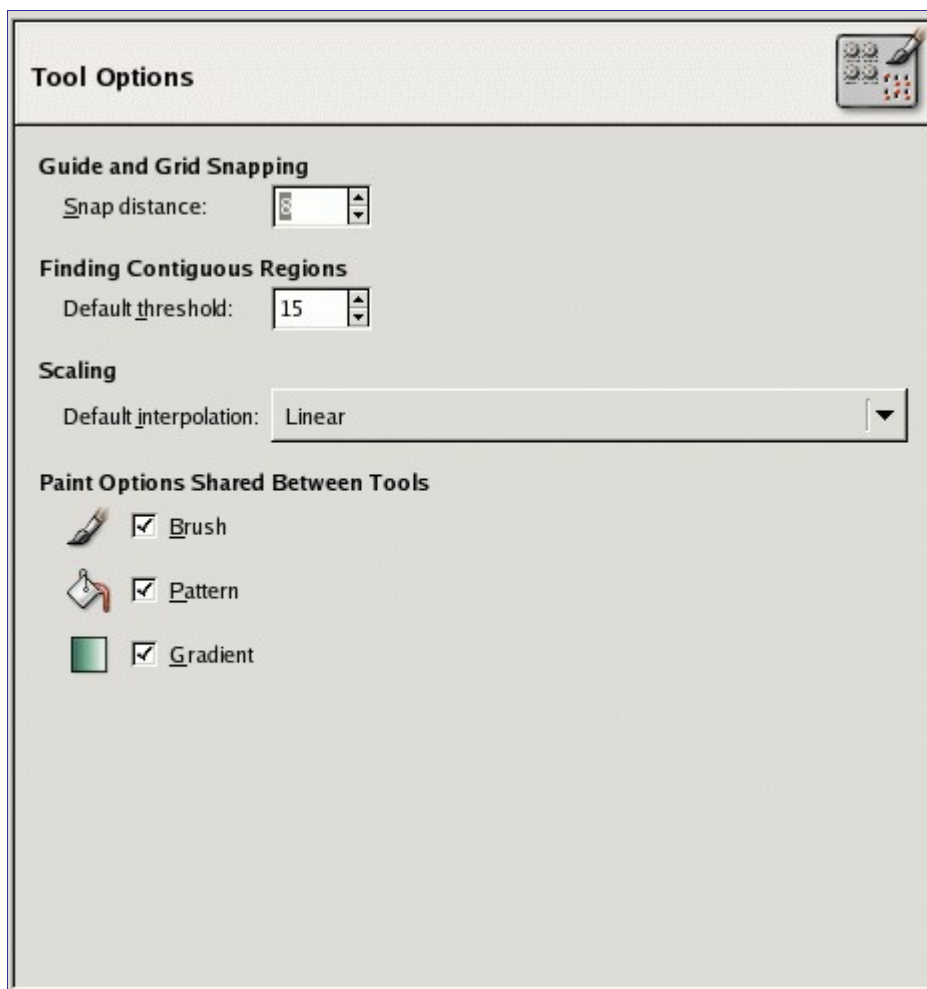 Tool Options
Guide and Grid Snapping
Snap distance: 8
Finding Contiguous Regions
Default threshold: 15
Scaling
Default interpolation: Linear
Paint Options Shared Between Tools
Brush
Pattern
Gradient